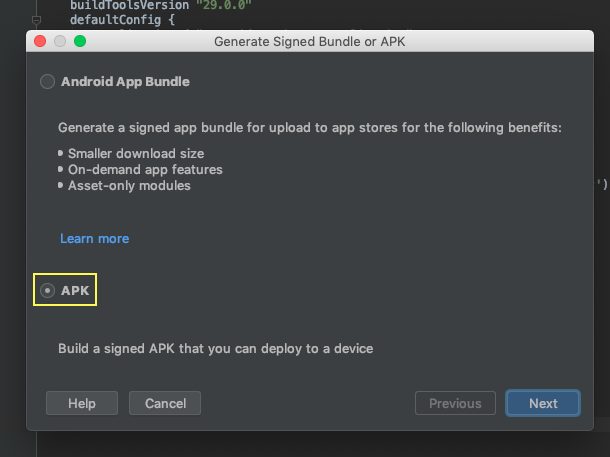 buildToolsVersion "29.0.0"
defaultConfig {
Generate Signed Bundle or APK
Android App Bundle
Generate a signed app bundle for upload to app stores for the following benefits:
• Smaller download size
• On-demand app features
• Asset-only modules
')
Learn more
APK
Build a signed APK that you can deploy to a device
Help
Cancel
Previous
Next